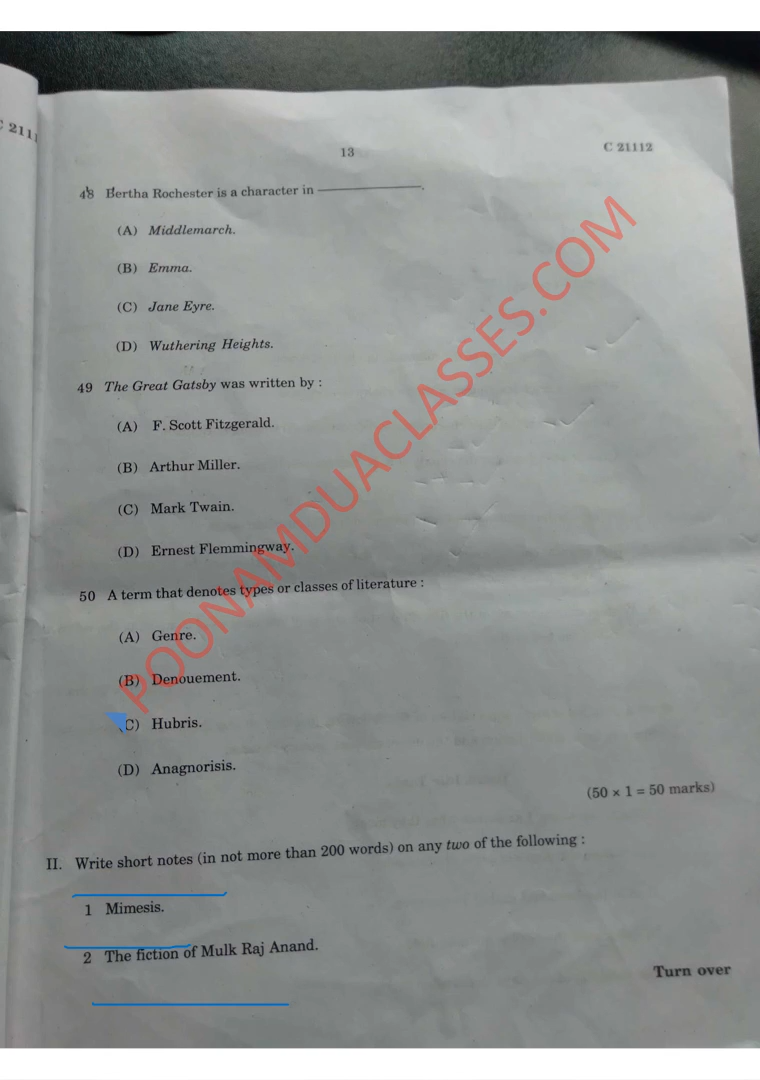 C 2111
13
C 21112
48 Bertha Rochester is a character in ————.
(A) Middlemarch.
(B) Emma.
(C) Jane Eyre.
(D) Wuthering Heights.
49 The Great Gatsby was written by :
(A) F. Scott Fitzgerald.
(B) Arthur Miller.
(C) Mark Twain.
(D) Ernest Flemmingway.
50 A term that denotes types or classes of literature :
(A) Genre.
(B) Denouement.
(C) Hubris.
(D) Anagnorisis.
(50 × 1 = 50 marks)
II. Write short notes (in not more than 200 words) on any two of the following :
1 Mimesis.
2 The fiction of Mulk Raj Anand.
Turn over
POONAMDUACLASSES.COM